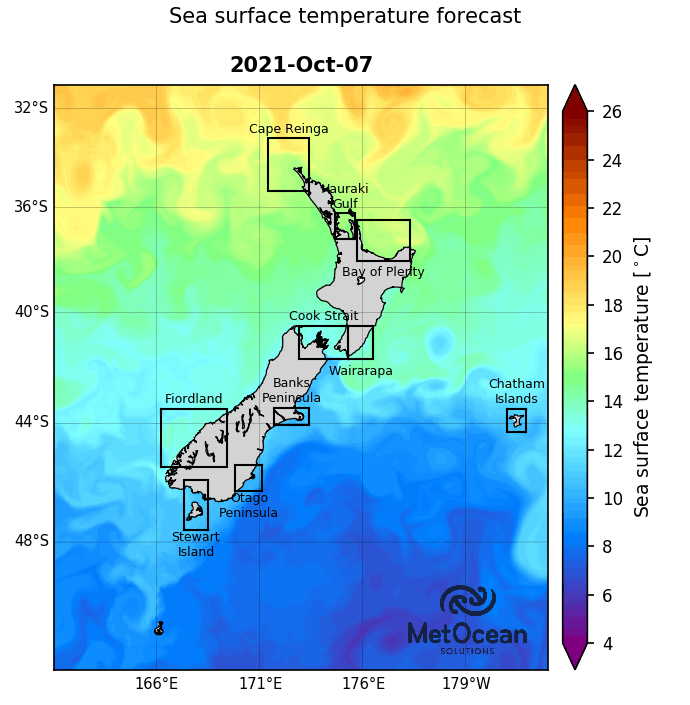 Sea surface temperature forecast
2021-Oct-07
32°S
36°S
40°S
44°S
48°S
166°E
171°E
176°E
179°W
Cape Reinga
Hauraki
Gulf
Bay of Plenty
Cook Strait
Wairarapa
Banks
Peninsula
Fiordland
Chatham
Islands
Otago
Peninsula
Stewart
Island
MetOcean
SOLUTIONS
26
24
22
20
18
16
14
12
10
8
6
4
Sea surface temperature [°C]